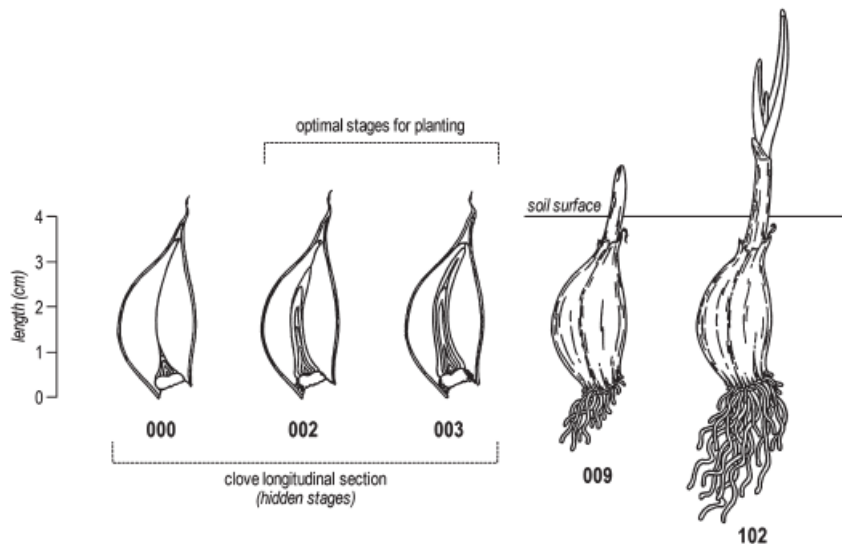 optimal stages for planting
soil surface
length (cm)
4
3
2
1
0
000
002
003
009
102
clove longitudinal section
(hidden stages)